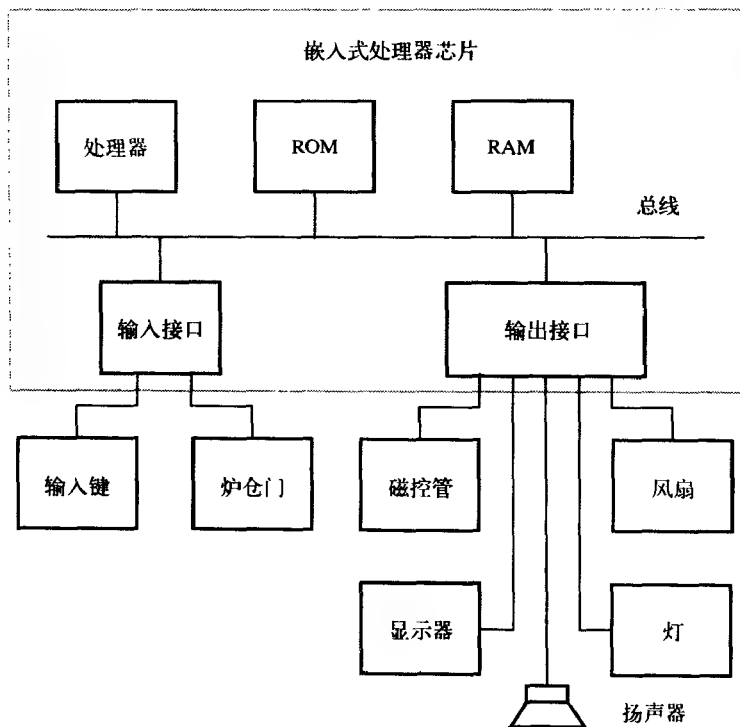 嵌入式处理器芯片
处理器
ROM
RAM
总线
输入接口
输出接口
输入键
炉仓门
磁控管
风扇
显示器
灯
扬声器